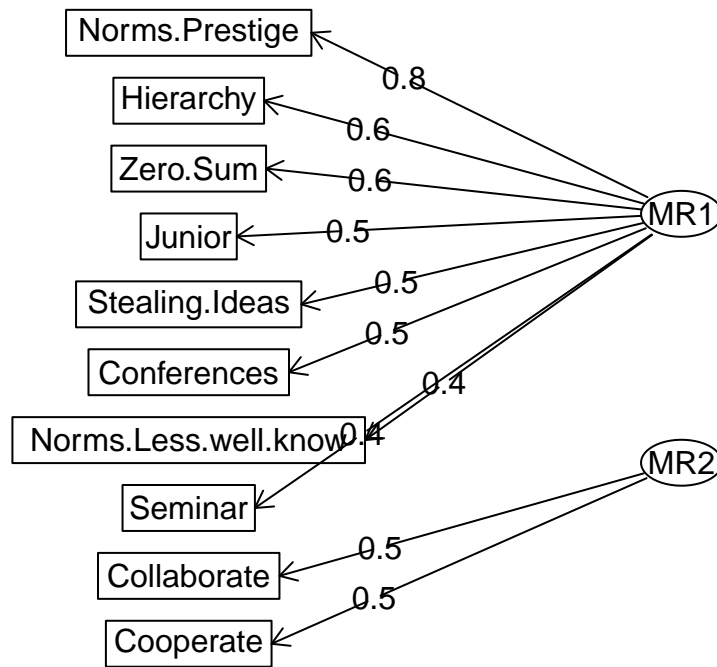 Norms.Prestige
0.8
Hierarchy
0.6
Zero.Sum
0.6
MR1
Junior
0.5
Stealing.Ideas
0.5
Conferences
0.5
0.4
Norms.Less.well.know
0.4
MR2
Seminar
0.5
Collaborate
0.5
Cooperate